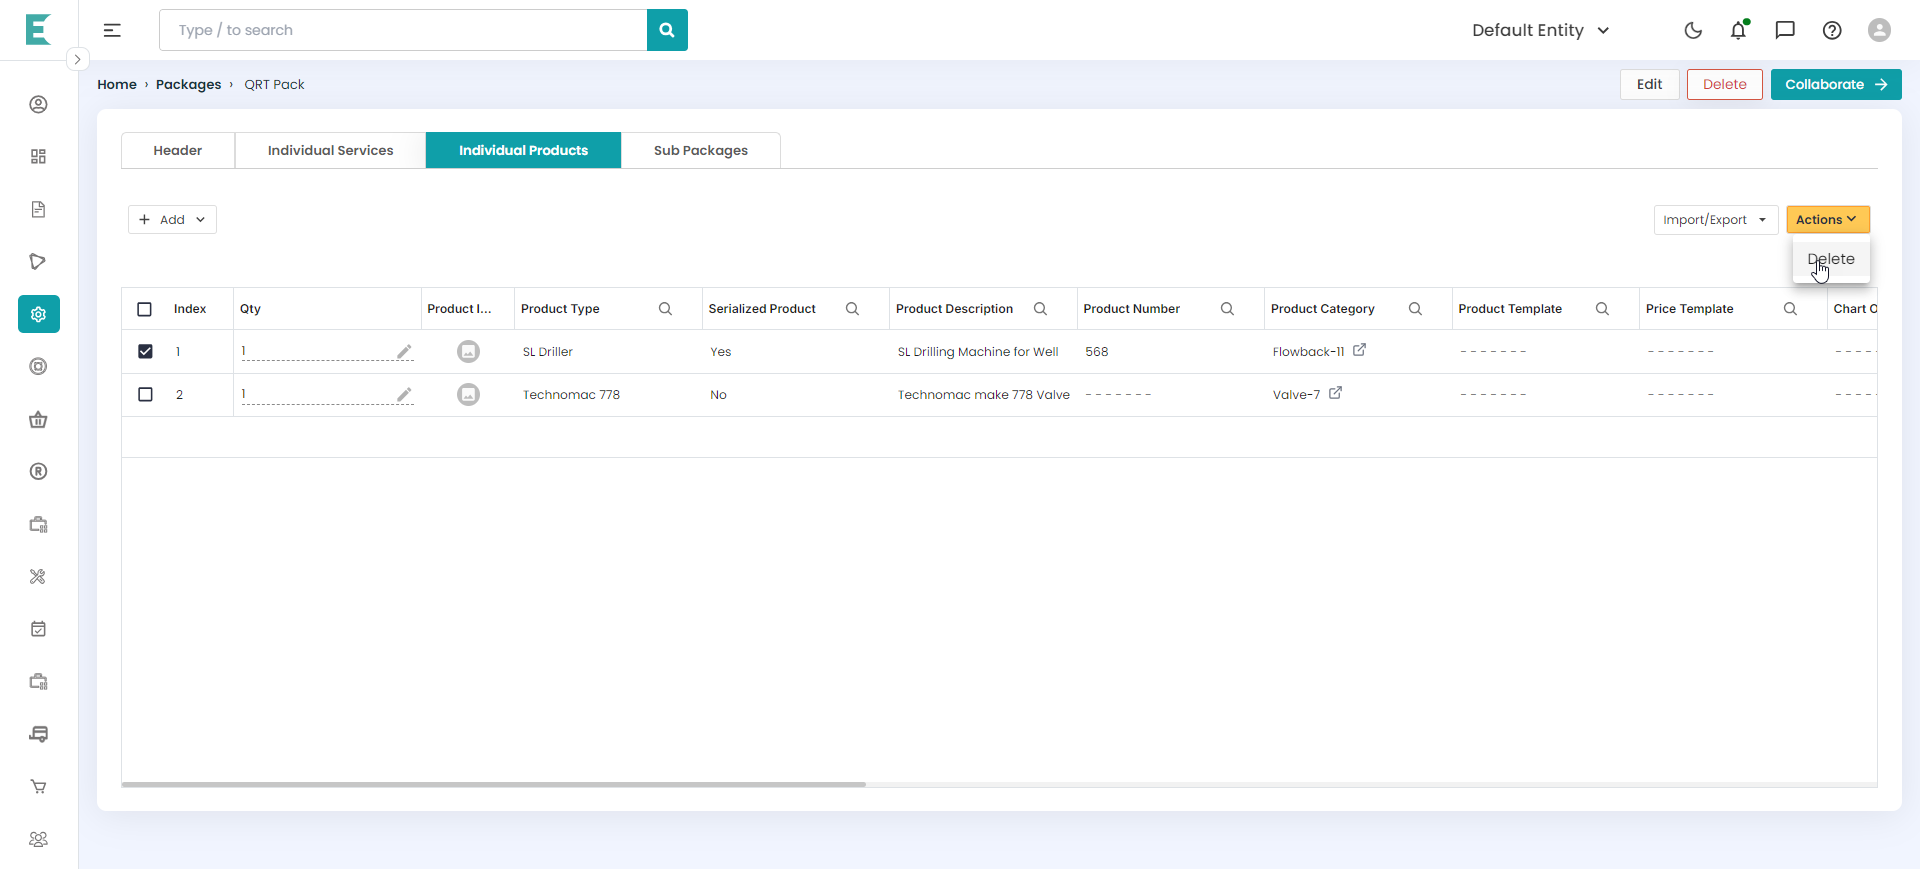 Type / to search
Default Entity
Home › Packages › QRT Pack
Edit
Delete
Collaborate
Header
Individual Services
Individual Products
Sub Packages
+ Add
Import/Export
Actions
Delete
Index Qty Product I... Product Type Serialized Product Product Description Product Number Product Category Product Template Price Template Chart O
1 1 SL Driller Yes SL Drilling Machine for Well 568 Flowback-11 ------- ------- -----
2 1 Technomac 778 No Technomac make 778 Valve ------- Valve-7 ------- ------- -----